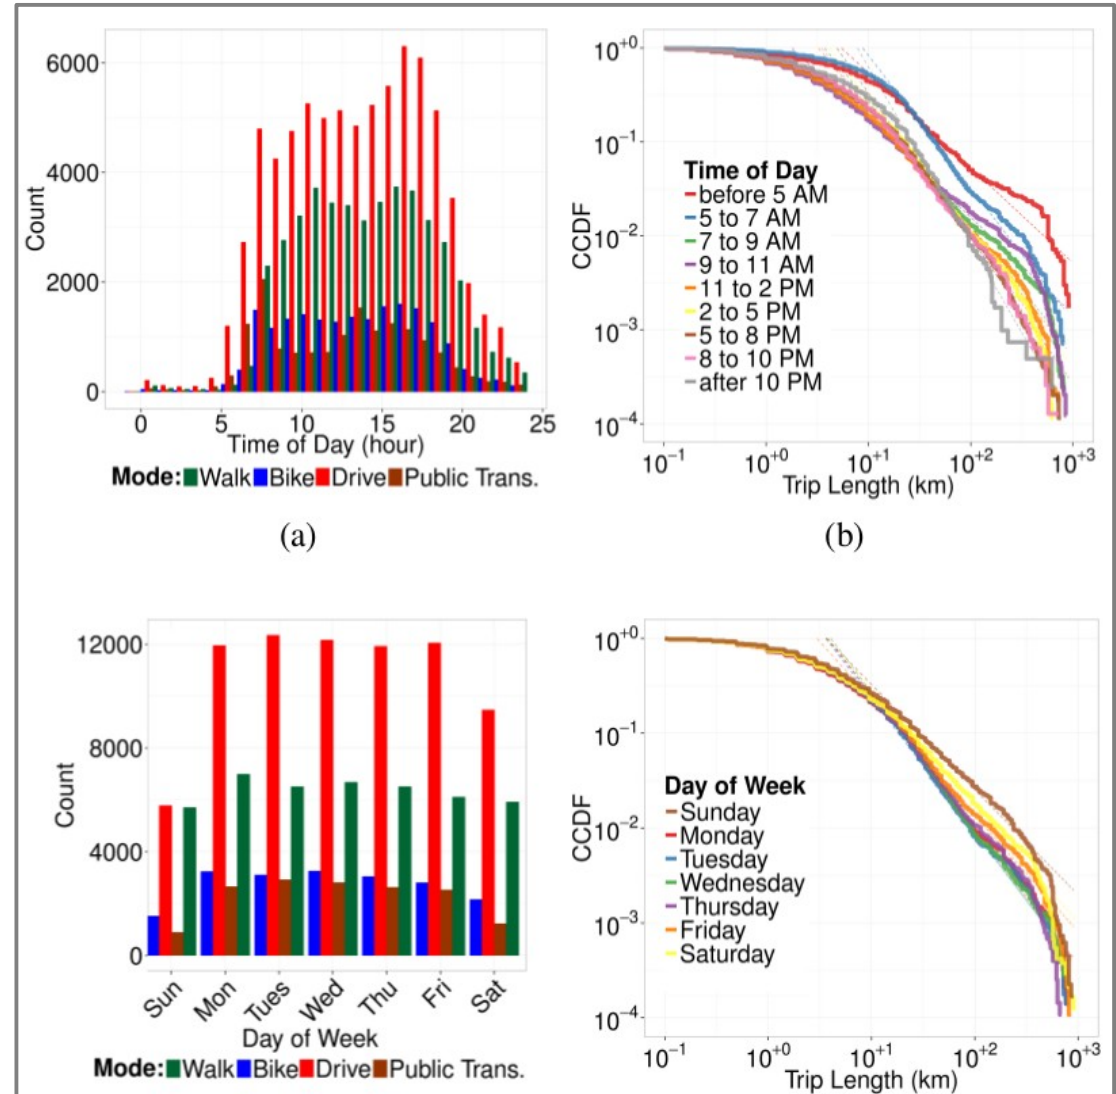 6000
4000
2000
0
Count
0 5 10 15 20 25
Time of Day (hour)
Mode: Walk Bike Drive Public Trans.
(a)
10+0
10−1
10−2
10−3
10−4
CCDF
Time of Day
before 5 AM
5 to 7 AM
7 to 9 AM
9 to 11 AM
11 to 2 PM
2 to 5 PM
5 to 8 PM
8 to 10 PM
after 10 PM
10−1 10+0 10+1 10+2 10+3
Trip Length (km)
(b)
12000
8000
4000
0
Count
Sun Mon Tues Wed Thu Fri Sat
Day of Week
Mode: Walk Bike Drive Public Trans.
10+0
10−1
10−2
10−3
10−4
CCDF
Day of Week
Sunday
Monday
Tuesday
Wednesday
Thursday
Friday
Saturday
10−1 10+0 10+1 10+2 10+3
Trip Length (km)